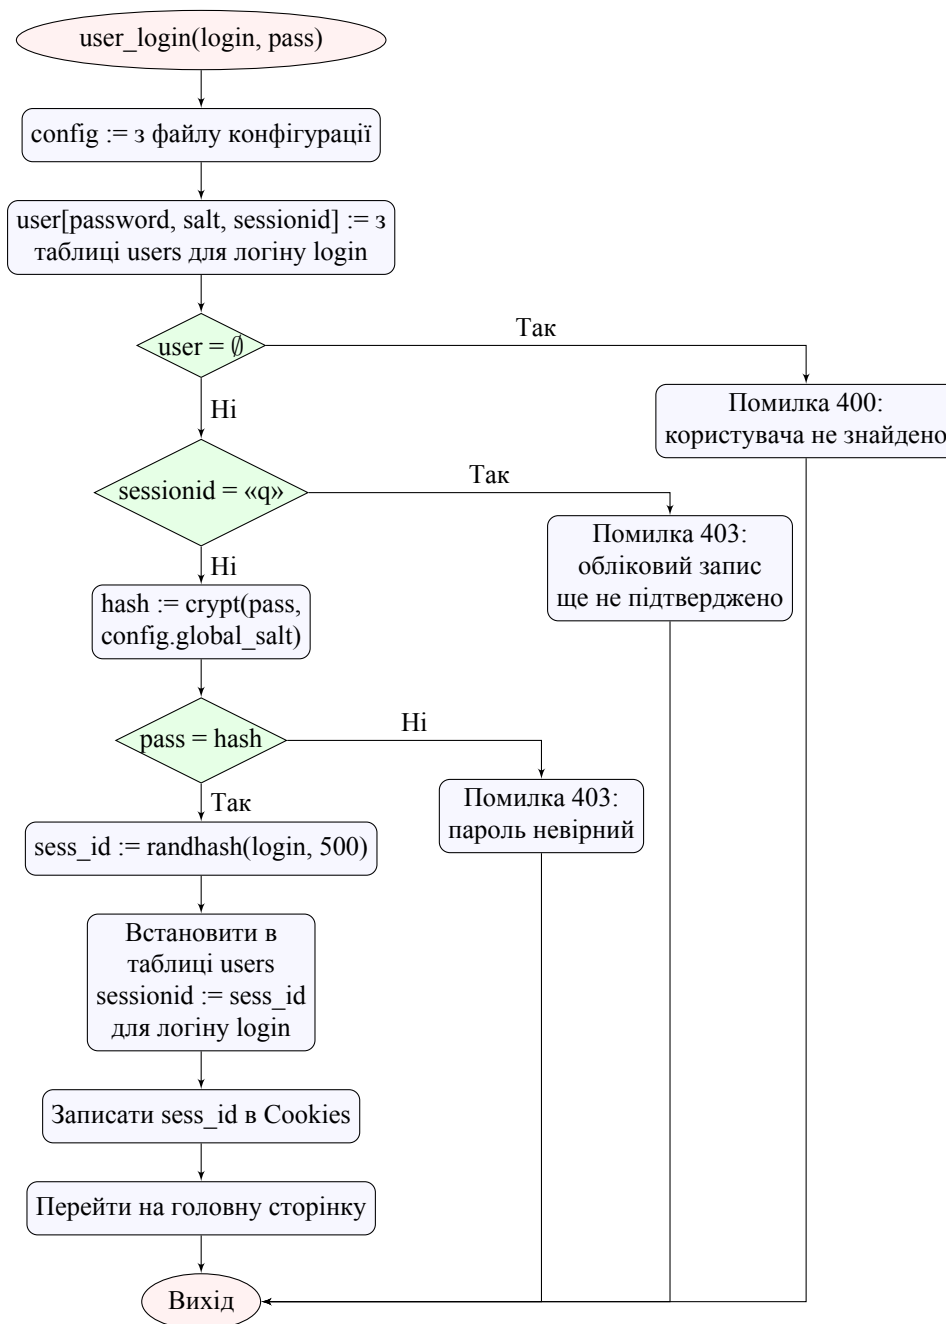 user_login(login, pass)
config := з файлу конфігурації
user[password, salt, sessionid] := з
таблиці users для логіну login
user = ∅
Так
Помилка 400:
користувача не знайдено
Ні
sessionid = «q»
Так
Помилка 403:
обліковий запис
ще не підтверджено
Ні
hash := crypt(pass,
config.global_salt)
pass = hash
Ні
Помилка 403:
пароль невірний
Так
sess_id := randhash(login, 500)
Встановити в
таблиці users
sessionid := sess_id
для логіну login
Записати sess_id в Cookies
Перейти на головну сторінку
Вихід